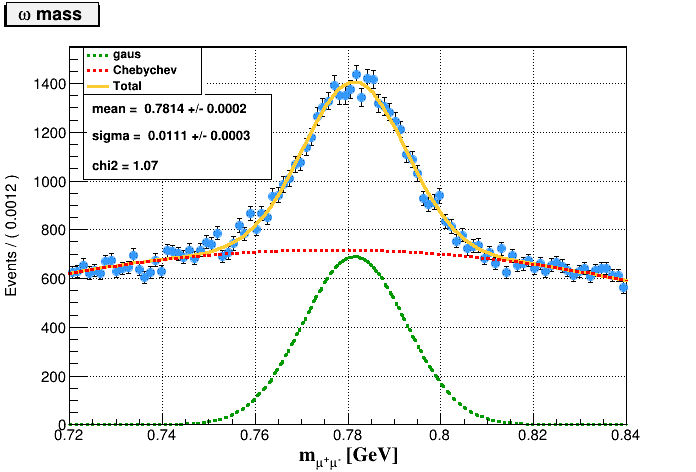 ω mass
gaus
Chebychev
Total
mean = 0.7814 +/- 0.0002
sigma = 0.0111 +/- 0.0003
chi2 = 1.07
Events / ( 0.0012 )
1400
1200
1000
800
600
400
200
0
0.72 0.74 0.76 0.78 0.8 0.82 0.84
m_μ⁺μ⁻ [GeV]